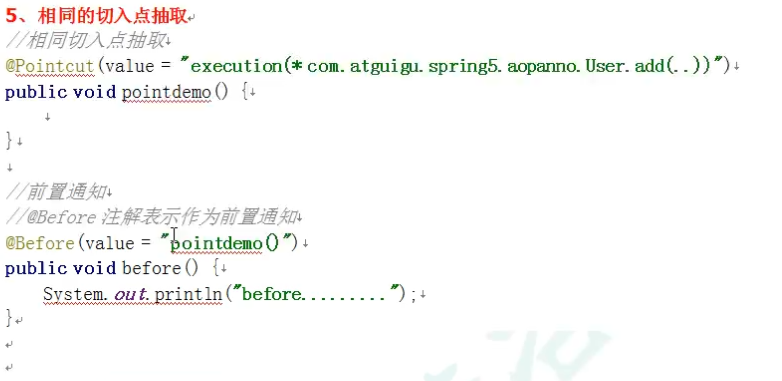 5、相同的切入点抽取
//相同切入点抽取
@Pointcut(value = "execution(* com.atguigu.spring5.aopanno.User.add(..))")
public void pointdemo() {
}
//前置通知
//@Before 注解表示作为前置通知
@Before(value = "pointdemo()")
public void before() {
System.out.println("before.........");
}